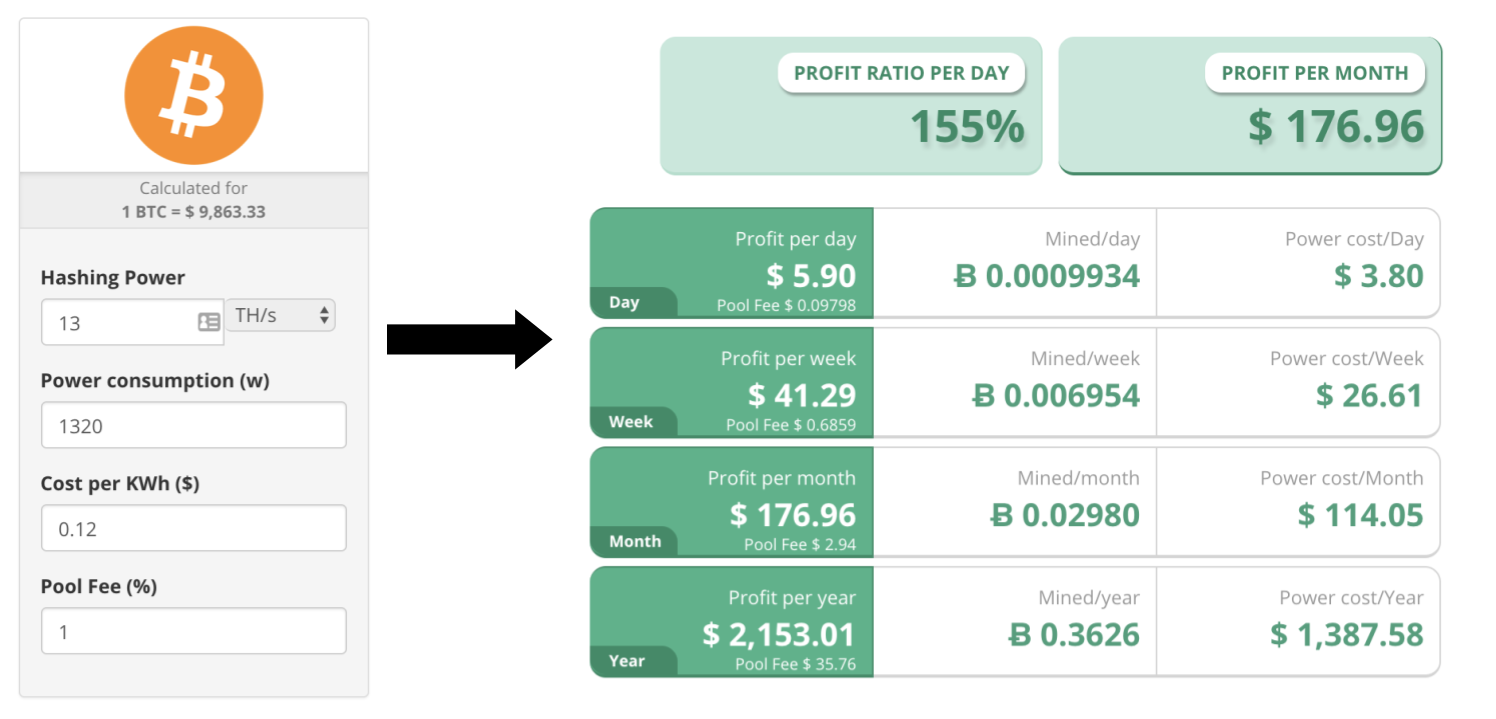 Calculated for
1 BTC = $ 9,863.33
Hashing Power
13
TH/s
Power consumption (w)
1320
Cost per KWh ($)
0.12
Pool Fee (%)
1
PROFIT RATIO PER DAY
155%
PROFIT PER MONTH
$ 176.96
Day
Profit per day
$ 5.90
Pool Fee $ 0.09798
Mined/day
Ƀ 0.0009934
Power cost/Day
$ 3.80
Week
Profit per week
$ 41.29
Pool Fee $ 0.6859
Mined/week
Ƀ 0.006954
Power cost/Week
$ 26.61
Month
Profit per month
$ 176.96
Pool Fee $ 2.94
Mined/month
Ƀ 0.02980
Power cost/Month
$ 114.05
Year
Profit per year
$ 2,153.01
Pool Fee $ 35.76
Mined/year
Ƀ 0.3626
Power cost/Year
$ 1,387.58